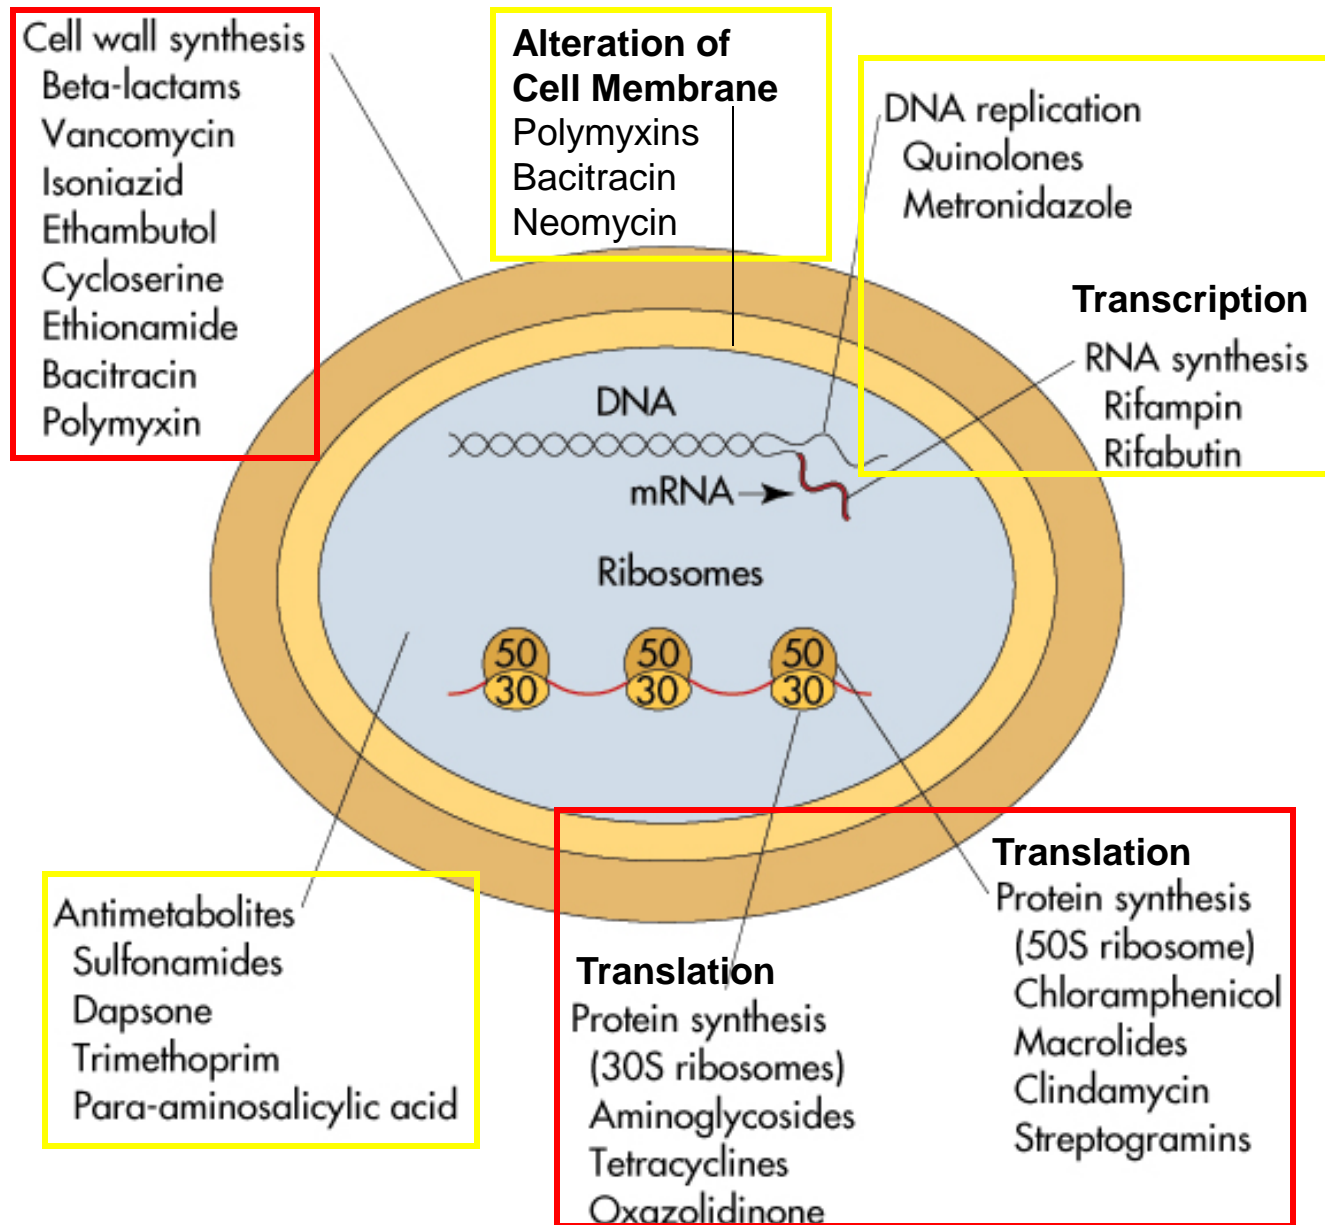 Cell wall synthesis
Beta-lactams
Vancomycin
Isoniazid
Ethambutol
Cycloserine
Ethionamide
Bacitracin
Polymyxin
Alteration of
Cell Membrane
Polymyxins
Bacitracin
Neomycin
DNA replication
Quinolones
Metronidazole
Transcription
RNA synthesis
Rifampin
Rifabutin
DNA
mRNA
Ribosomes
50 50 50
30 30 30
Antimetabolites
Sulfonamides
Dapsone
Trimethoprim
Para-aminosalicylic acid
Translation
Protein synthesis
(30S ribosomes)
Aminoglycosides
Tetracyclines
Oxazolidinone
Translation
Protein synthesis
(50S ribosome)
Chloramphenicol
Macrolides
Clindamycin
Streptogramins